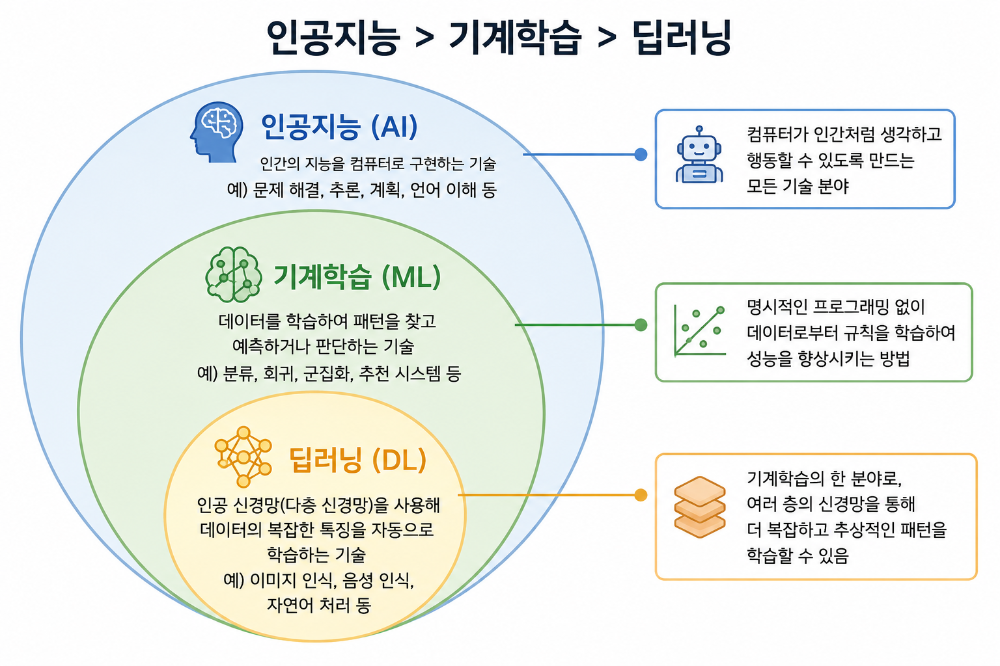 인공지능 > 기계학습 > 딥러닝
인공지능 (AI)
인간의 지능을 컴퓨터로 구현하는 기술
예) 문제 해결, 추론, 계획, 언어 이해 등
컴퓨터가 인간처럼 생각하고
행동할 수 있도록 만드는
모든 기술 분야
기계학습 (ML)
데이터를 학습하여 패턴을 찾고
예측하거나 판단하는 기술
예) 분류, 회귀, 군집화, 추천 시스템 등
명시적인 프로그래밍 없이
데이터로부터 규칙을 학습하여
성능을 향상시키는 방법
딥러닝 (DL)
인공 신경망(다층 신경망)을 사용해
데이터의 복잡한 특징을 자동으로
학습하는 기술
예) 이미지 인식, 음성 인식,
자연어 처러 동
기계학습의 한 분야로,
여러 층의 신경망을 통해
더 복잡하고 추상적인 패턴을
학습할 수 있음